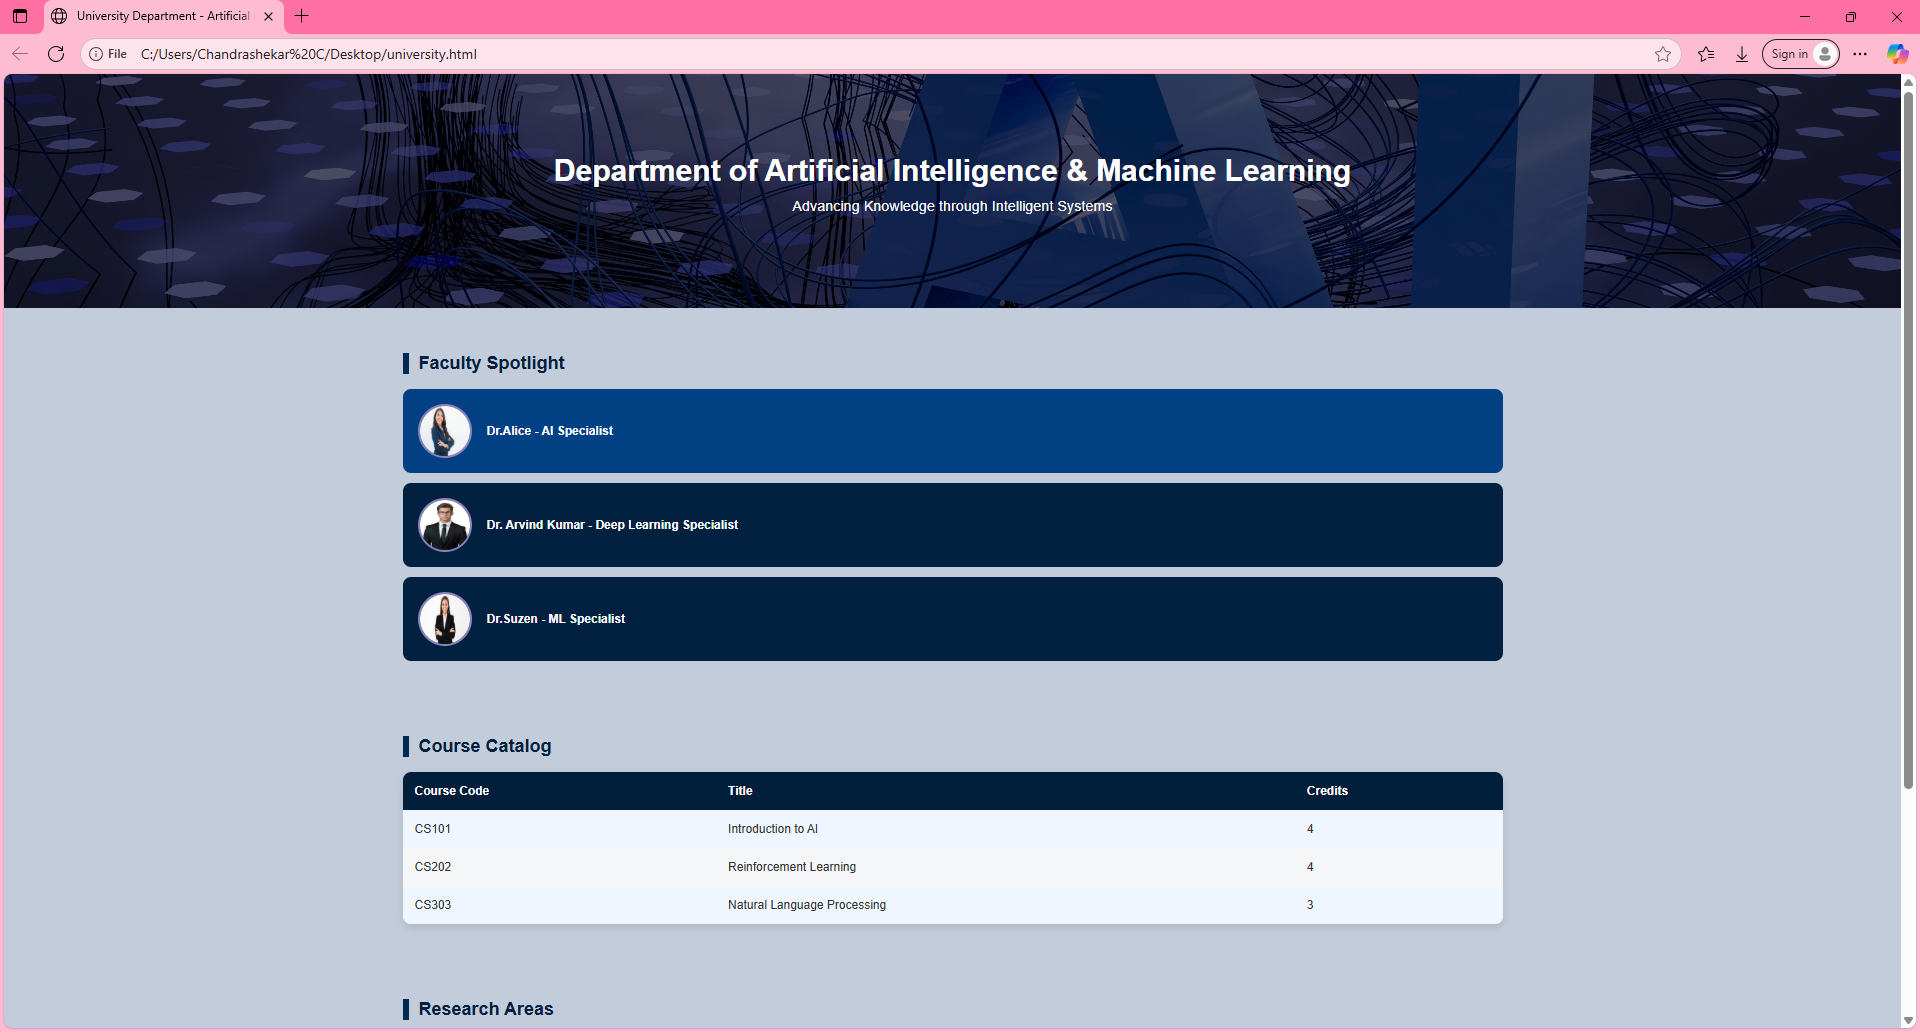 University Department - Artificial
File C:/Users/Chandrashekar%20C/Desktop/university.html
Sign in
Department of Artificial Intelligence & Machine Learning
Advancing Knowledge through Intelligent Systems
Faculty Spotlight
Dr.Alice - AI Specialist
Dr. Arvind Kumar - Deep Learning Specialist
Dr.Suzen - ML Specialist
Course Catalog
Course Code Title Credits
CS101 Introduction to AI 4
CS202 Reinforcement Learning 4
CS303 Natural Language Processing 3
Research Areas